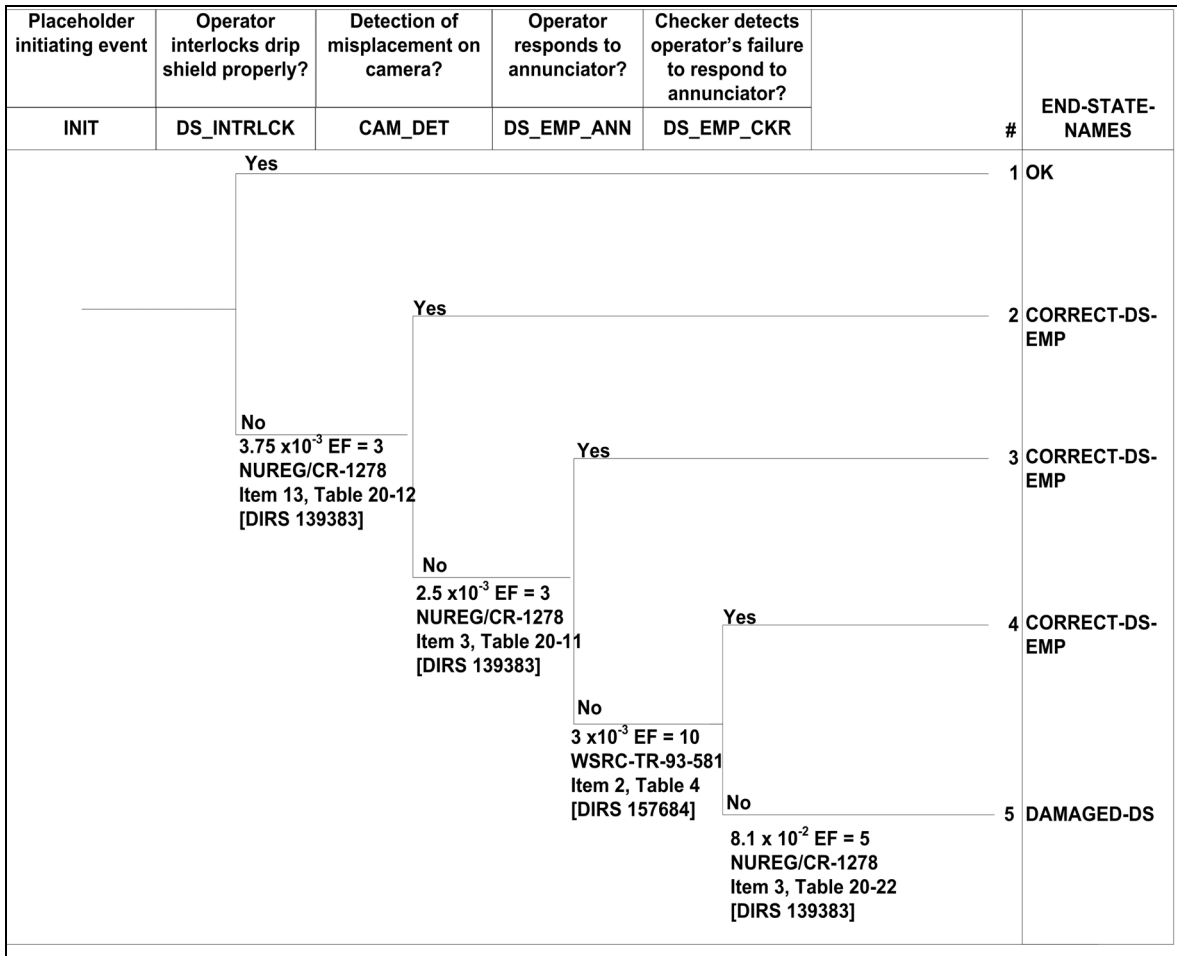 Placeholder
initiating event
Operator
interlocks drip
shield properly?
Detection of
misplacement on
camera?
Operator
responds to
annunciator?
Checker detects
operator's failure
to respond to
annunciator?
INIT
DS_INTRLCK
CAM_DET
DS_EMP_ANN
DS_EMP_CKR
#
END-STATE-
NAMES
Yes
1 OK
Yes
2 CORRECT-DS-
EMP
No
3.75 x10⁻³ EF = 3
NUREG/CR-1278
Item 13, Table 20-12
[DIRS 139383]
Yes
3 CORRECT-DS-
EMP
No
2.5 x10⁻³ EF = 3
NUREG/CR-1278
Item 3, Table 20-11
[DIRS 139383]
Yes
4 CORRECT-DS-
EMP
No
3 x10⁻³ EF = 10
WSRC-TR-93-581
Item 2, Table 4
[DIRS 157684]
No
5 DAMAGED-DS
8.1 x 10⁻² EF = 5
NUREG/CR-1278
Item 3, Table 20-22
[DIRS 139383]